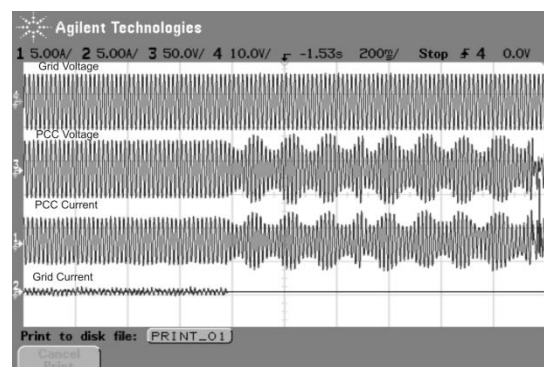 Agilent Technologies
1 5.00A/ 2 5.00A/ 3 50.0V/ 4 10.0V/ -1.53s 200m/ Stop 4 0.0V
Grid Voltage
PCC Voltage
PCC Current
Grid Current
Print to disk file: PRINT_01
Cancel
Print